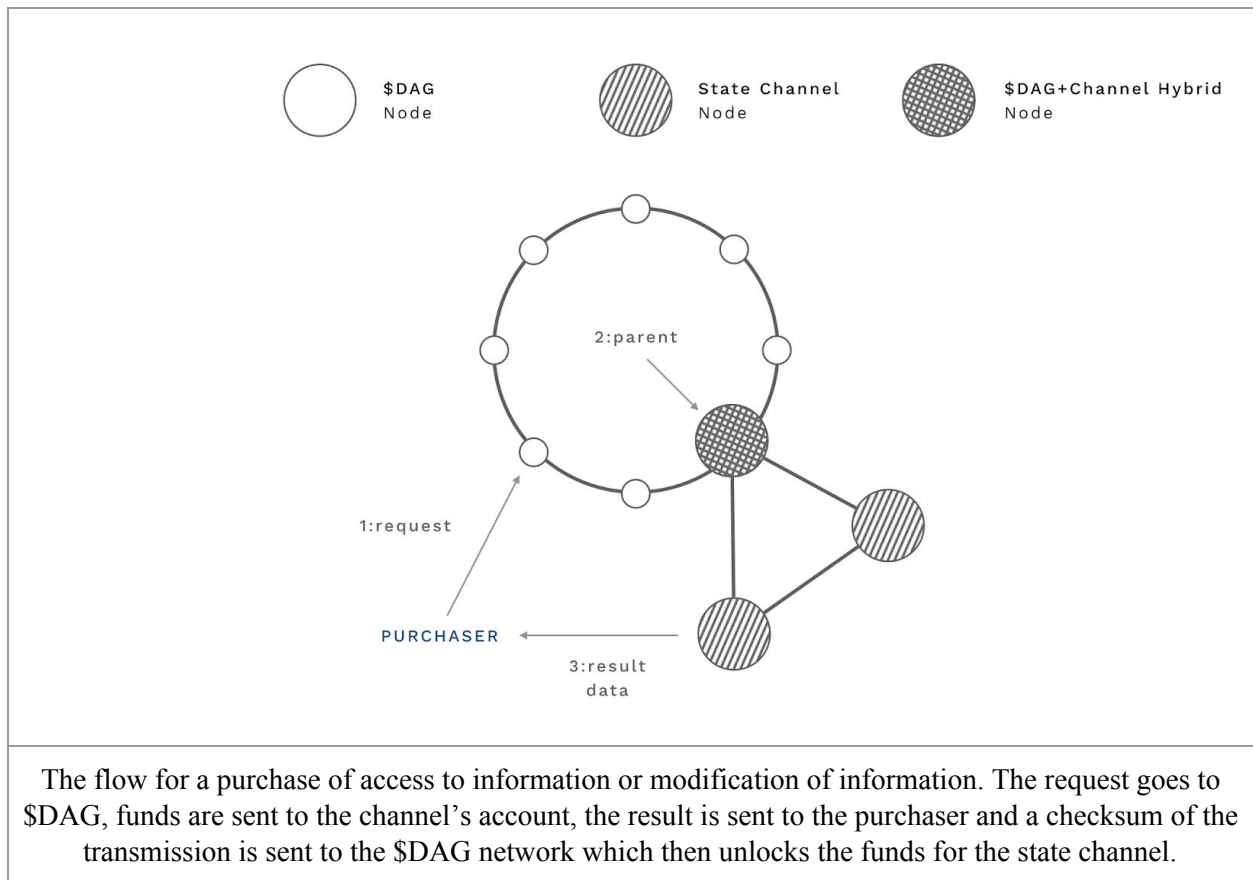 $DAG
Node
State Channel
Node
$DAG+Channel Hybrid
Node
2:parent
1:request
PURCHASER
3:result
data
The flow for a purchase of access to information or modification of information. The request goes to
$DAG, funds are sent to the channel’s account, the result is sent to the purchaser and a checksum of the
transmission is sent to the $DAG network which then unlocks the funds for the state channel.